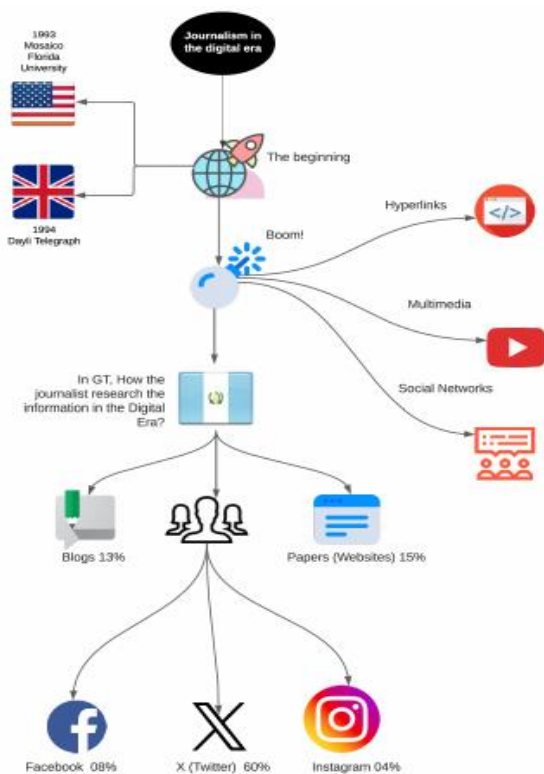 Journalism in
the digital era
1993
Mosaico
Florida
University
The beginning
1994
Dayli Telegraph
Boom!
Hyperlinks
</>
Multimedia
Social Networks
In GT, How the
journalist research the
information in the Digital
Era?
Blogs 13%
Papers (Websites) 15%
Facebook 08%
X (Twitter) 60%
Instagram 04%